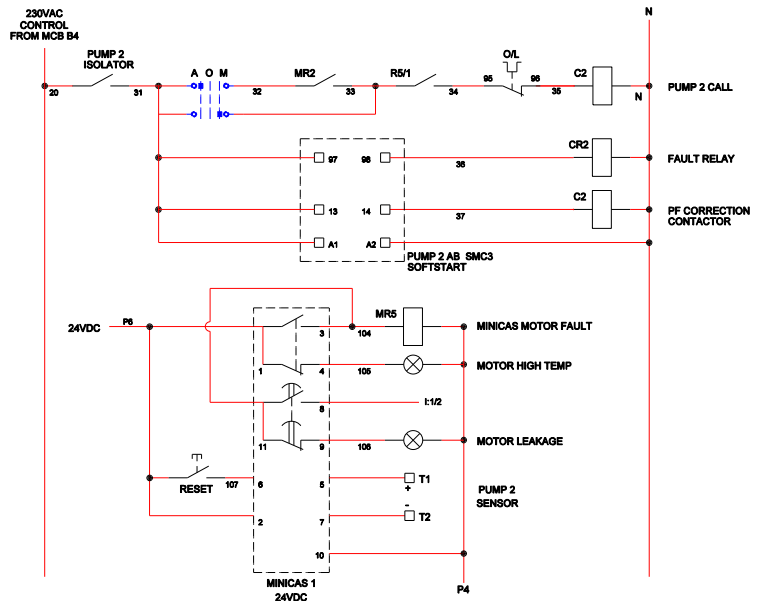 230VAC
CONTROL
FROM MCB B4
N
PUMP 2
ISOLATOR
A O M
MR2
R5/1
O/L
C2
20
31
32
33
34
95
96
35
N
PUMP 2 CALL
97
98
36
CR2
FAULT RELAY
13
14
37
C2
PF CORRECTION
CONTACTOR
A1
A2
PUMP 2 AB SMC3
SOFTSTART
24VDC
P6
3
104
MR5
MINICAS MOTOR FAULT
1
4
105
MOTOR HIGH TEMP
8
I:1/2
11
9
106
MOTOR LEAKAGE
RESET
107
6
5
T1
+
PUMP 2
SENSOR
-
2
7
T2
10
MINICAS 1
24VDC
P4